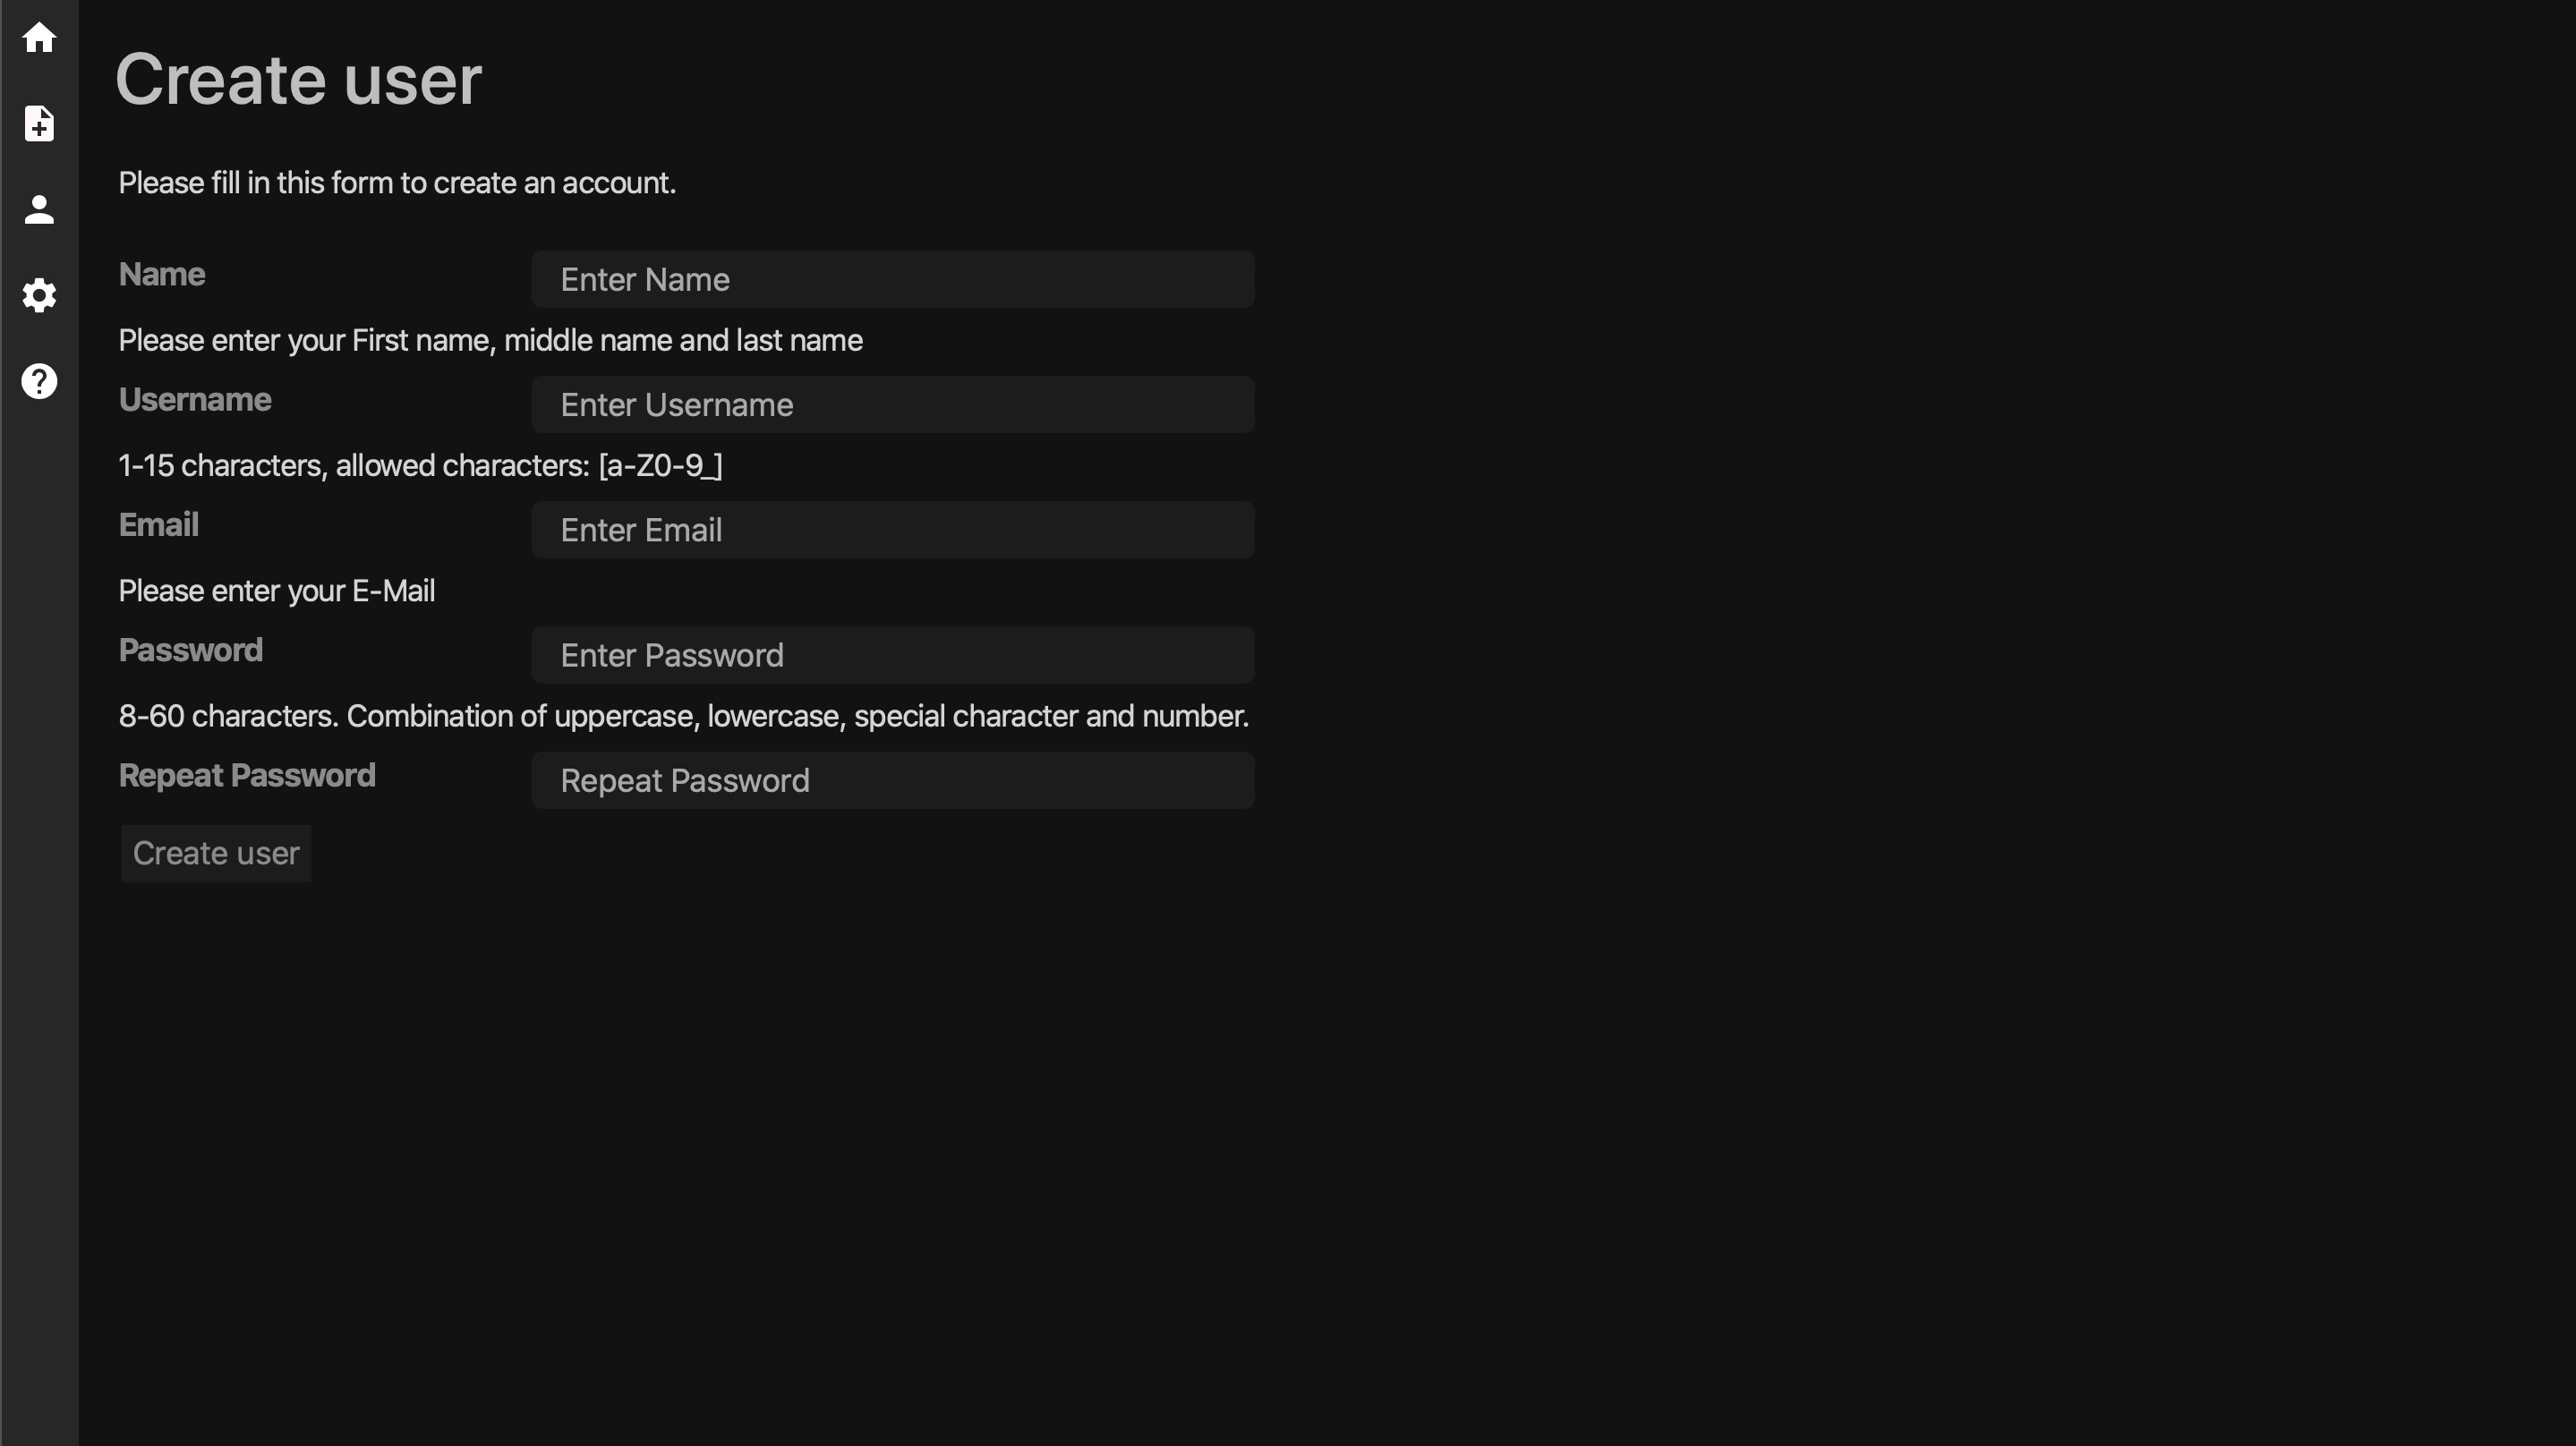 Create user
Please fill in this form to create an account.
Name
Enter Name
Please enter your First name, middle name and last name
Username
Enter Username
1-15 characters, allowed characters: [a-Z0-9_]
Email
Enter Email
Please enter your E-Mail
Password
Enter Password
8-60 characters. Combination of uppercase, lowercase, special character and number.
Repeat Password
Repeat Password
Create user